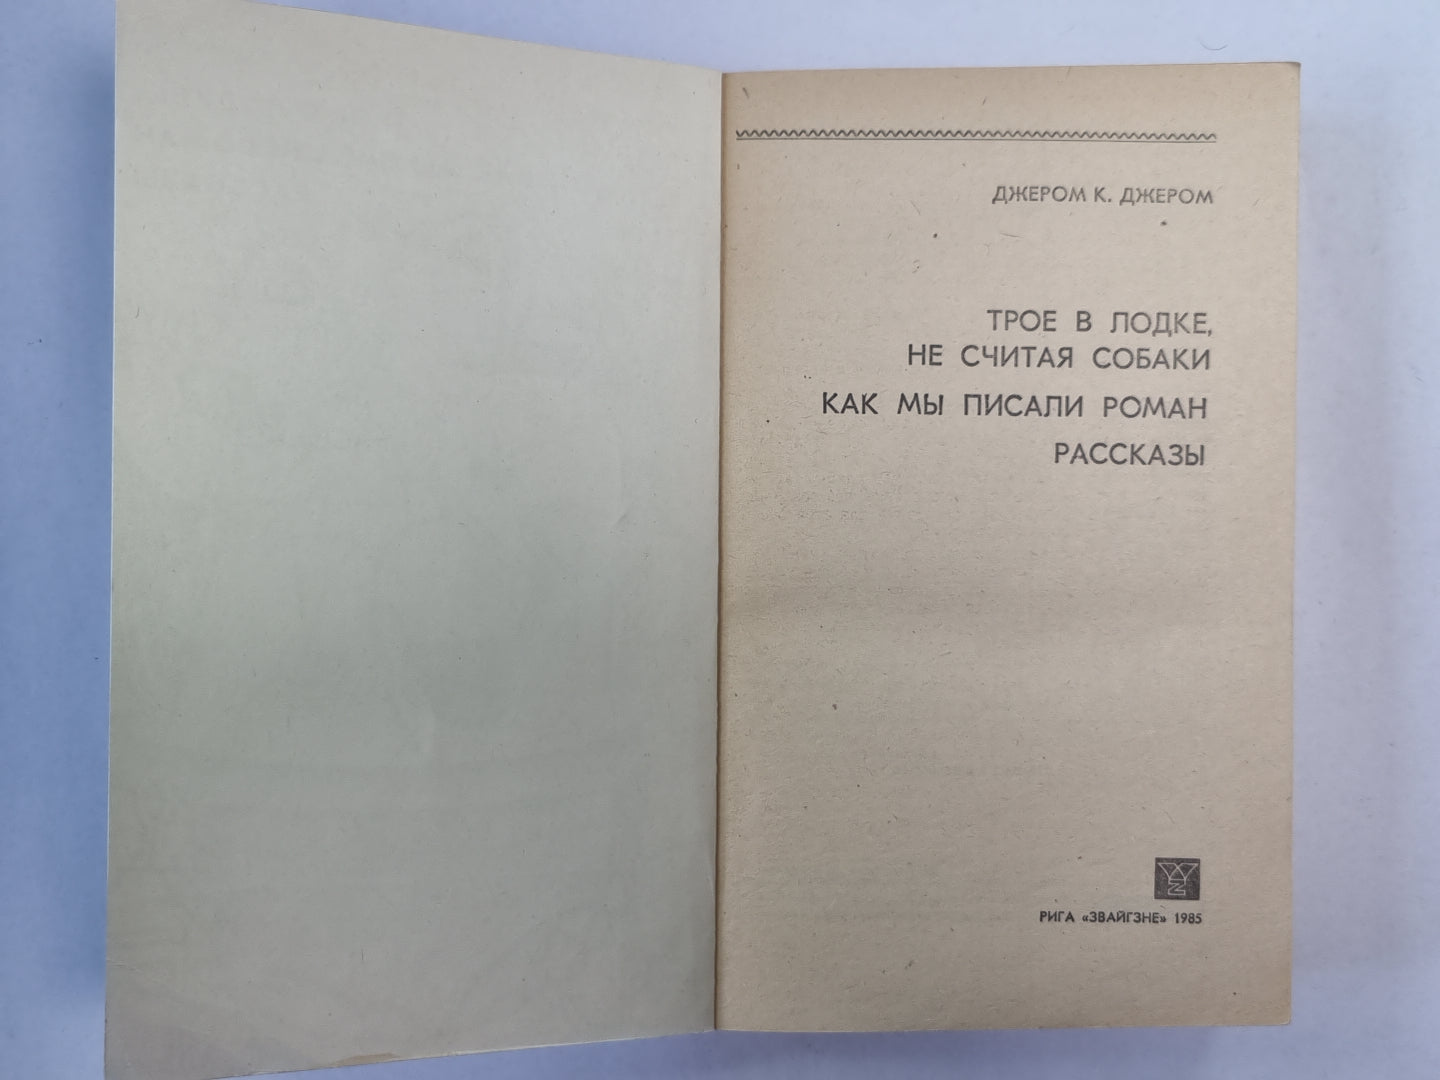 ДЖЕРОМ К. ДЖЕРОМ
ТРОЕ В ЛОДКЕ,
НЕ СЧИТАЯ СОБАКИ
КАК МЫ ПИСАЛИ РОМАН
РАССКАЗЫ
РИГА «ЗВАЙГЗНЕ» 1985